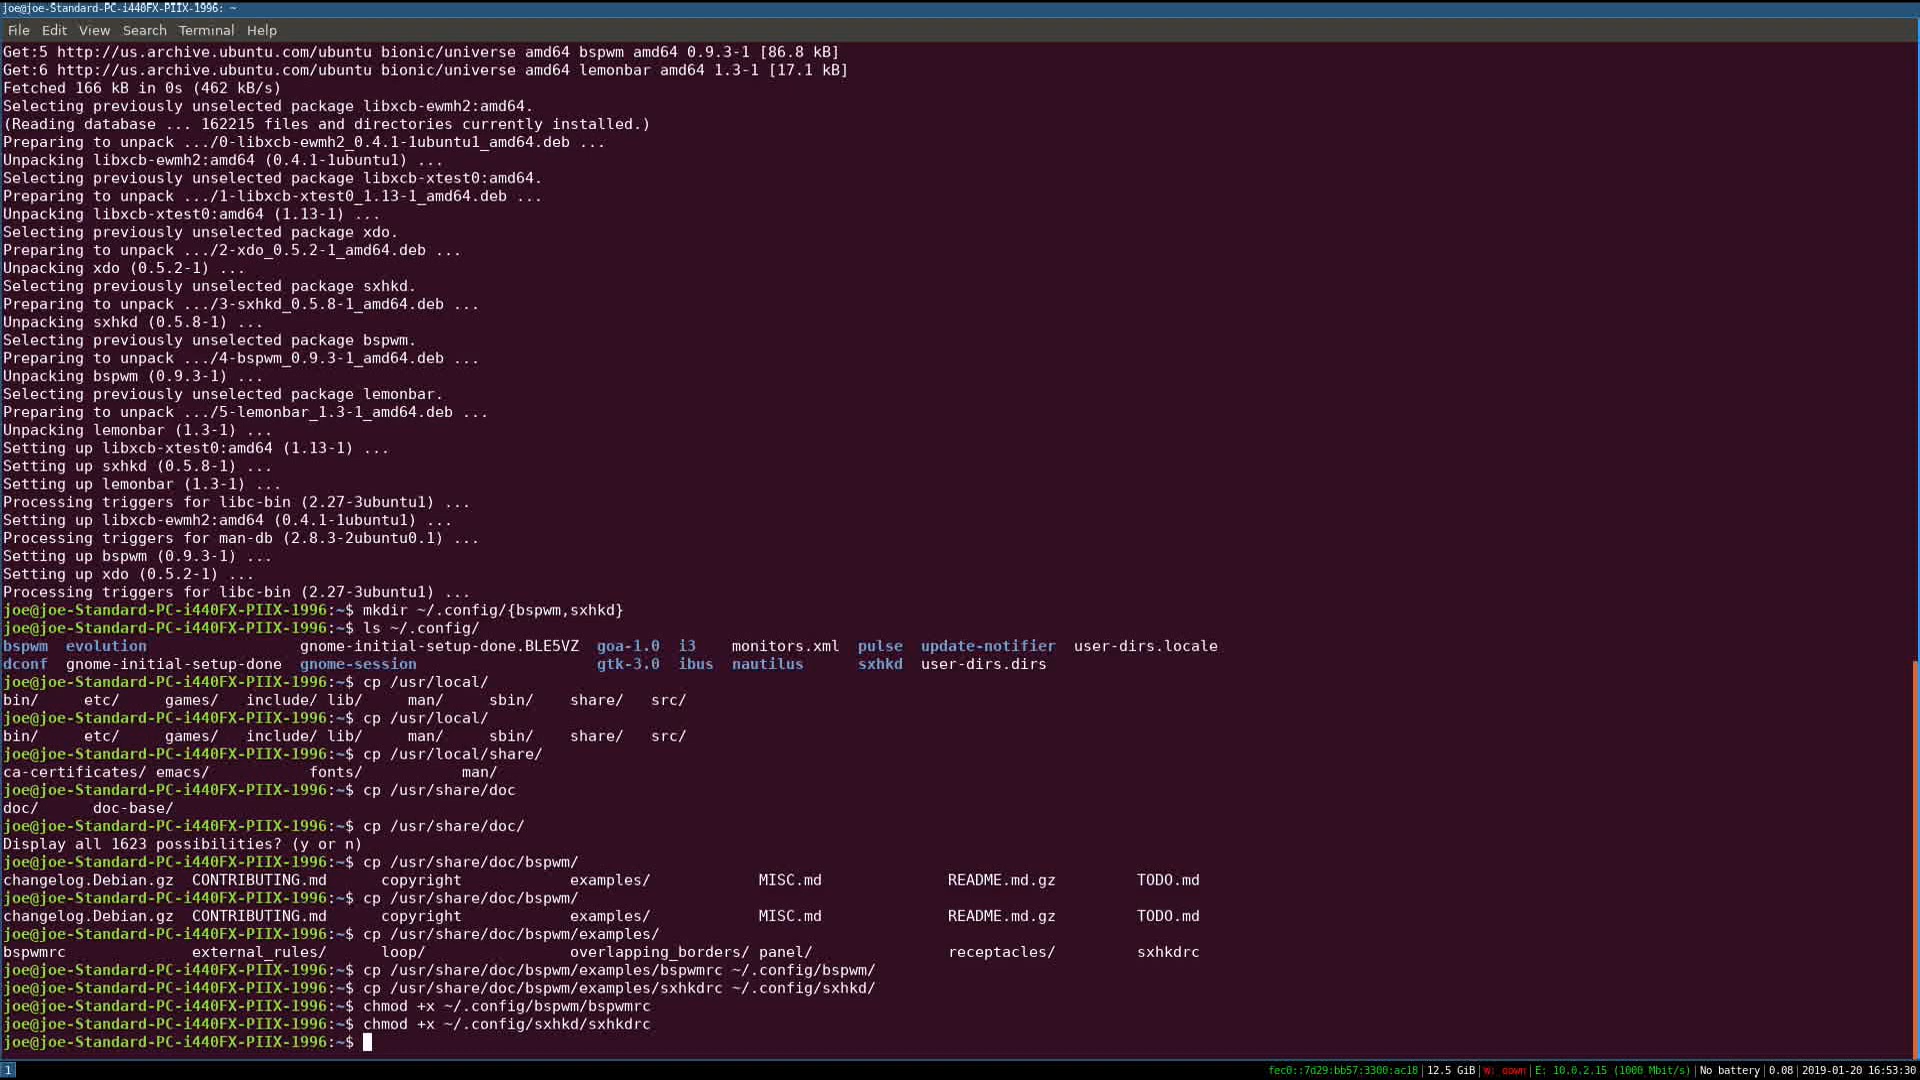 joe@joe-Standard-PC-i440FX-PIIX-1996: ~
File Edit View Search Terminal Help
Get:5 http://us.archive.ubuntu.com/ubuntu bionic/universe amd64 bspwm amd64 0.9.3-1 [86.8 kB]
Get:6 http://us.archive.ubuntu.com/ubuntu bionic/universe amd64 lemonbar amd64 1.3-1 [17.1 kB]
Fetched 166 kB in 0s (462 kB/s)
Selecting previously unselected package libxcb-ewmh2:amd64.
(Reading database ... 162215 files and directories currently installed.)
Preparing to unpack .../0-libxcb-ewmh2_0.4.1-1ubuntu1_amd64.deb ...
Unpacking libxcb-ewmh2:amd64 (0.4.1-1ubuntu1) ...
Selecting previously unselected package libxcb-xtest0:amd64.
Preparing to unpack .../1-libxcb-xtest0_1.13-1_amd64.deb ...
Unpacking libxcb-xtest0:amd64 (1.13-1) ...
Selecting previously unselected package xdo.
Preparing to unpack .../2-xdo_0.5.2-1_amd64.deb ...
Unpacking xdo (0.5.2-1) ...
Selecting previously unselected package sxhkd.
Preparing to unpack .../3-sxhkd_0.5.8-1_amd64.deb ...
Unpacking sxhkd (0.5.8-1) ...
Selecting previously unselected package bspwm.
Preparing to unpack .../4-bspwm_0.9.3-1_amd64.deb ...
Unpacking bspwm (0.9.3-1) ...
Selecting previously unselected package lemonbar.
Preparing to unpack .../5-lemonbar_1.3-1_amd64.deb ...
Unpacking lemonbar (1.3-1) ...
Setting up libxcb-xtest0:amd64 (1.13-1) ...
Setting up sxhkd (0.5.8-1) ...
Setting up lemonbar (1.3-1) ...
Processing triggers for libc-bin (2.27-3ubuntu1) ...
Setting up libxcb-ewmh2:amd64 (0.4.1-1ubuntu1) ...
Processing triggers for man-db (2.8.3-2ubuntu0.1) ...
Setting up bspwm (0.9.3-1) ...
Setting up xdo (0.5.2-1) ...
Processing triggers for libc-bin (2.27-3ubuntu1) ...
joe@joe-Standard-PC-i440FX-PIIX-1996:~$ mkdir ~/.config/{bspwm,sxhkd}
joe@joe-Standard-PC-i440FX-PIIX-1996:~$ ls ~/.config/
bspwm evolution gnome-initial-setup-done.BLE5VZ goa-1.0 i3 monitors.xml pulse update-notifier user-dirs.locale
dconf gnome-initial-setup-done gnome-session gtk-3.0 ibus nautilus sxhkd user-dirs.dirs
joe@joe-Standard-PC-i440FX-PIIX-1996:~$ cp /usr/local/
bin/ etc/ games/ include/ lib/ man/ sbin/ share/ src/
joe@joe-Standard-PC-i440FX-PIIX-1996:~$ cp /usr/local/
bin/ etc/ games/ include/ lib/ man/ sbin/ share/ src/
joe@joe-Standard-PC-i440FX-PIIX-1996:~$ cp /usr/local/share/
ca-certificates/ emacs/ fonts/ man/
joe@joe-Standard-PC-i440FX-PIIX-1996:~$ cp /usr/share/doc
doc/ doc-base/
joe@joe-Standard-PC-i440FX-PIIX-1996:~$ cp /usr/share/doc/
Display all 1623 possibilities? (y or n)
joe@joe-Standard-PC-i440FX-PIIX-1996:~$ cp /usr/share/doc/bspwm/
changelog.Debian.gz CONTRIBUTING.md copyright examples/ MISC.md README.md.gz TODO.md
joe@joe-Standard-PC-i440FX-PIIX-1996:~$ cp /usr/share/doc/bspwm/
changelog.Debian.gz CONTRIBUTING.md copyright examples/ MISC.md README.md.gz TODO.md
joe@joe-Standard-PC-i440FX-PIIX-1996:~$ cp /usr/share/doc/bspwm/examples/
bspwmrc external_rules/ loop/ overlapping_borders/ panel/ receptacles/ sxhkdrc
joe@joe-Standard-PC-i440FX-PIIX-1996:~$ cp /usr/share/doc/bspwm/examples/bspwmrc ~/.config/bspwm/
joe@joe-Standard-PC-i440FX-PIIX-1996:~$ cp /usr/share/doc/bspwm/examples/sxhkdrc ~/.config/sxhkd/
joe@joe-Standard-PC-i440FX-PIIX-1996:~$ chmod +x ~/.config/bspwm/bspwmrc
joe@joe-Standard-PC-i440FX-PIIX-1996:~$ chmod +x ~/.config/sxhkd/sxhkdrc
joe@joe-Standard-PC-i440FX-PIIX-1996:~$
1 fec0::7d29:bb57:3300:ac18 | 12.5 GiB | W: down | E: 10.0.2.15 (1000 Mbit/s) | No battery | 0.08 | 2019-01-20 16:53:30